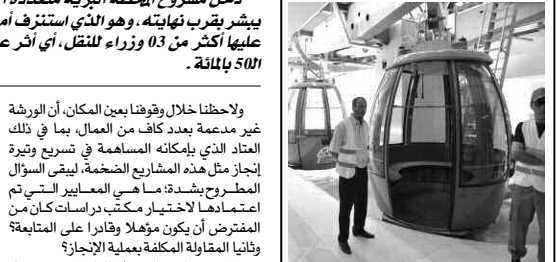 يبشر بقرب نهايته، وهو الذي استنزف أم
عليها أكثر من 03 وزراء للنقل، أي أثر ع
الـ50 بالمائة.
ولاحظنا خلال وقوفنا بعين المكان، أن الورشة
غير مدعمة بعدد كاف من العمال، بما في ذلك
العتاد الذي بإمكانه المساهمة في تسريع وتيرة
إنجاز مثل هذه المشاريع الضخمة، ليبقى السؤال
المطروح بشدة؛ ما هي المعايير التي تم
اعتمادها لاختيار مكتب دراسات كان من
المفترض أن يكون مؤهلا وقادرا على المتابعة؟
وثانيا المقاولة المكلفة بعملية الإنجاز؟